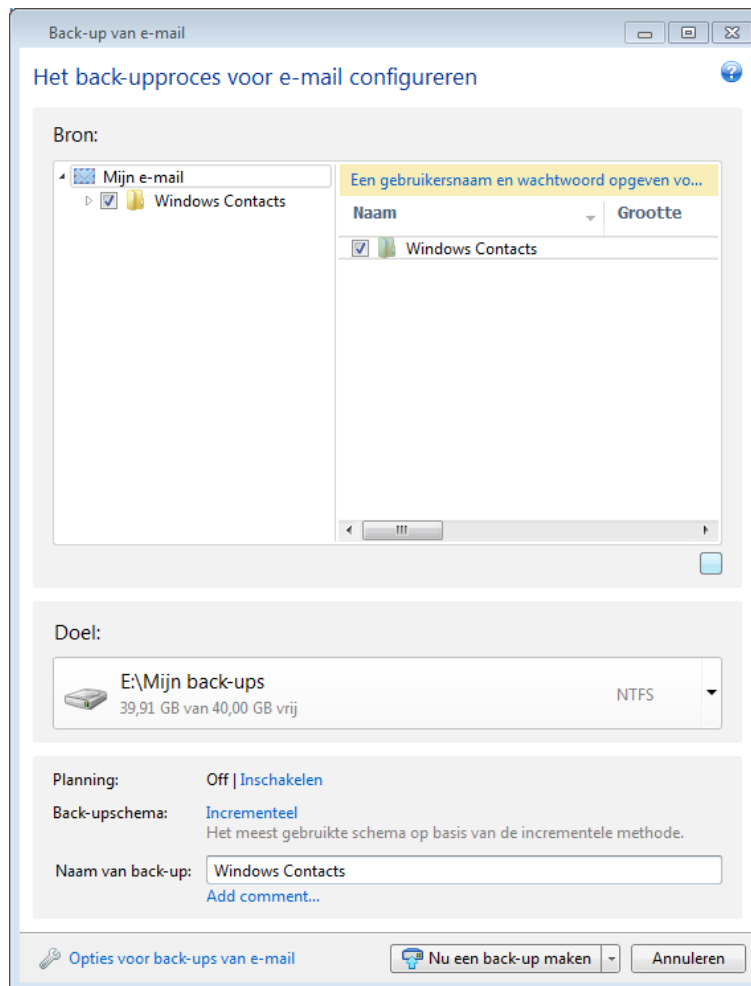 Back-up van e-mail
Het back-upproces voor e-mail configureren
Bron:
Mijn e-mail
Windows Contacts
Een gebruikersnaam en wachtwoord opgeven vo...
Naam
Grootte
Windows Contacts
Doel:
E:\Mijn back-ups
39,91 GB van 40,00 GB vrij
NTFS
Planning:
Off | Inschakelen
Back-upschema:
Incrementeel
Het meest gebruikte schema op basis van de incrementele methode.
Naam van back-up:
Windows Contacts
Add comment...
Opties voor back-ups van e-mail
Nu een back-up maken
Annuleren